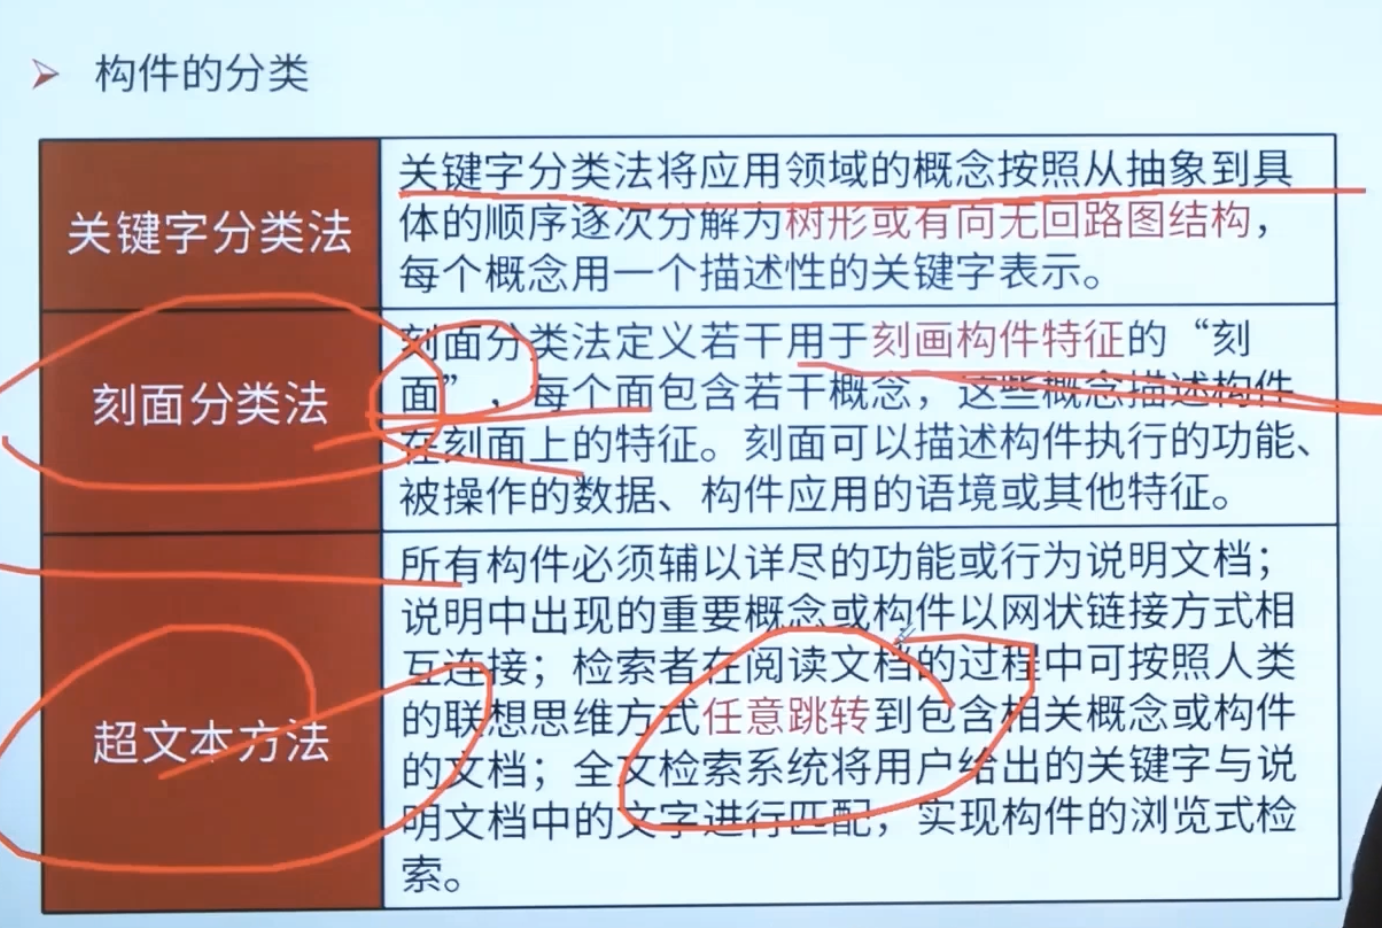 构件的分类
关键字分类法
关键字分类法将应用领域的概念按照从抽象到具
体的顺序逐次分解为树形或有向无回路图结构，
每个概念用一个描述性的关键字表示。
刻面分类法
刻面分类法定义若干用于刻画构件特征的“刻
面”，每个面包含若干概念，这些概念描述构件
在刻面上的特征。刻面可以描述构件执行的功能、
被操作的数据、构件应用的语境或其他特征。
超文本方法
所有构件必须辅以详尽的功能或行为说明文档；
说明中出现的重要概念或构件以网状链接方式相
互连接；检索者在阅读文档的过程中可按照人类
的联想思维方式任意跳转到包含相关概念或构件
的文档；全文检索系统将用户给出的关键字与说
明文档中的文字进行匹配，实现构件的浏览式检
索。